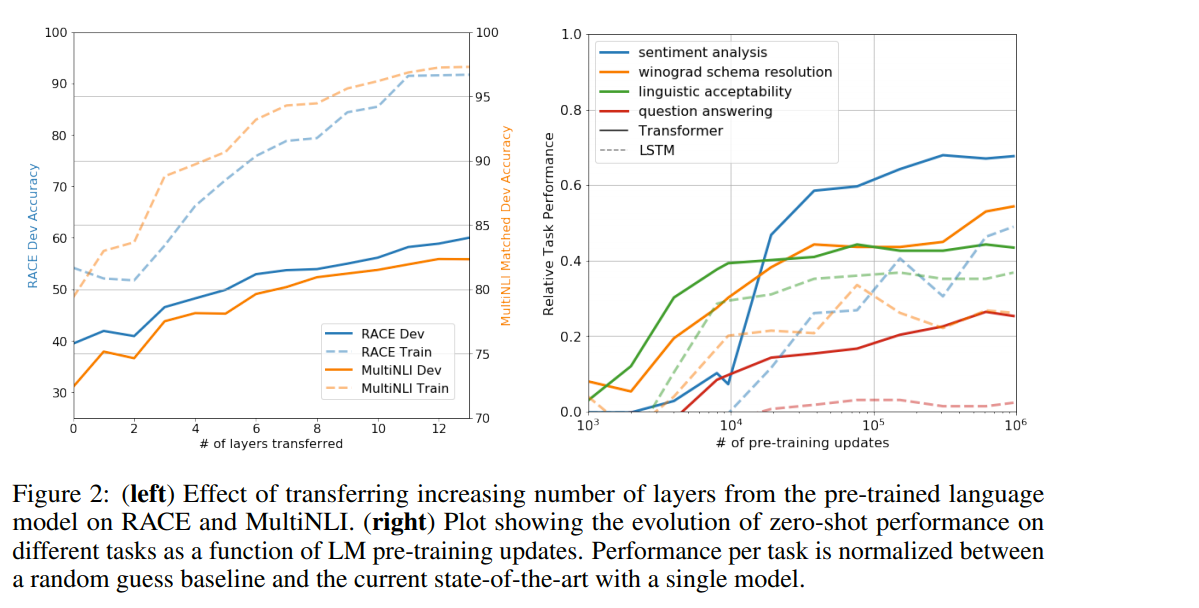 100
90
80
70
60
50
40
30
RACE Dev Accuracy
0
2
4
6
8
10
12
# of layers transferred
100
95
90
85
80
75
70
MultiNLI Matched Dev Accuracy
RACE Dev
RACE Train
MultiNLI Dev
MultiNLI Train
1.0
0.8
0.6
0.4
0.2
0.0
Relative Task Performance
sentiment analysis
winograd schema resolution
linguistic acceptability
question answering
Transformer
LSTM
10³
10⁴
10⁵
10⁶
# of pre-training updates
Figure 2: (left) Effect of transferring increasing number of layers from the pre-trained language
model on RACE and MultiNLI. (right) Plot showing the evolution of zero-shot performance on
different tasks as a function of LM pre-training updates. Performance per task is normalized between
a random guess baseline and the current state-of-the-art with a single model.